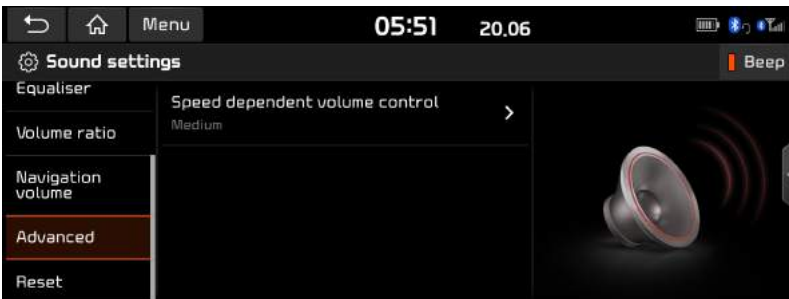 Menu
05:51
20.06
Sound settings
Beep
Equaliser
Volume ratio
Navigation
volume
Advanced
Reset
Speed dependent volume control
Medium